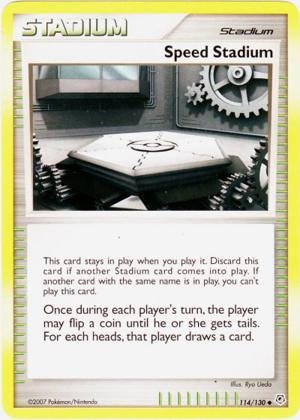 STADIUM
Stadium
Speed Stadium
This card stays in play when you play it. Discard this
card if another Stadium card comes into play. If
another card with the same name is in play, you can't
play this card.
Once during each player's turn, the player
may flip a coin until he or she gets tails.
For each heads, that player draws a card.
Illus. Ryo Ueda
©2007 Pokémon/Nintendo
114/130